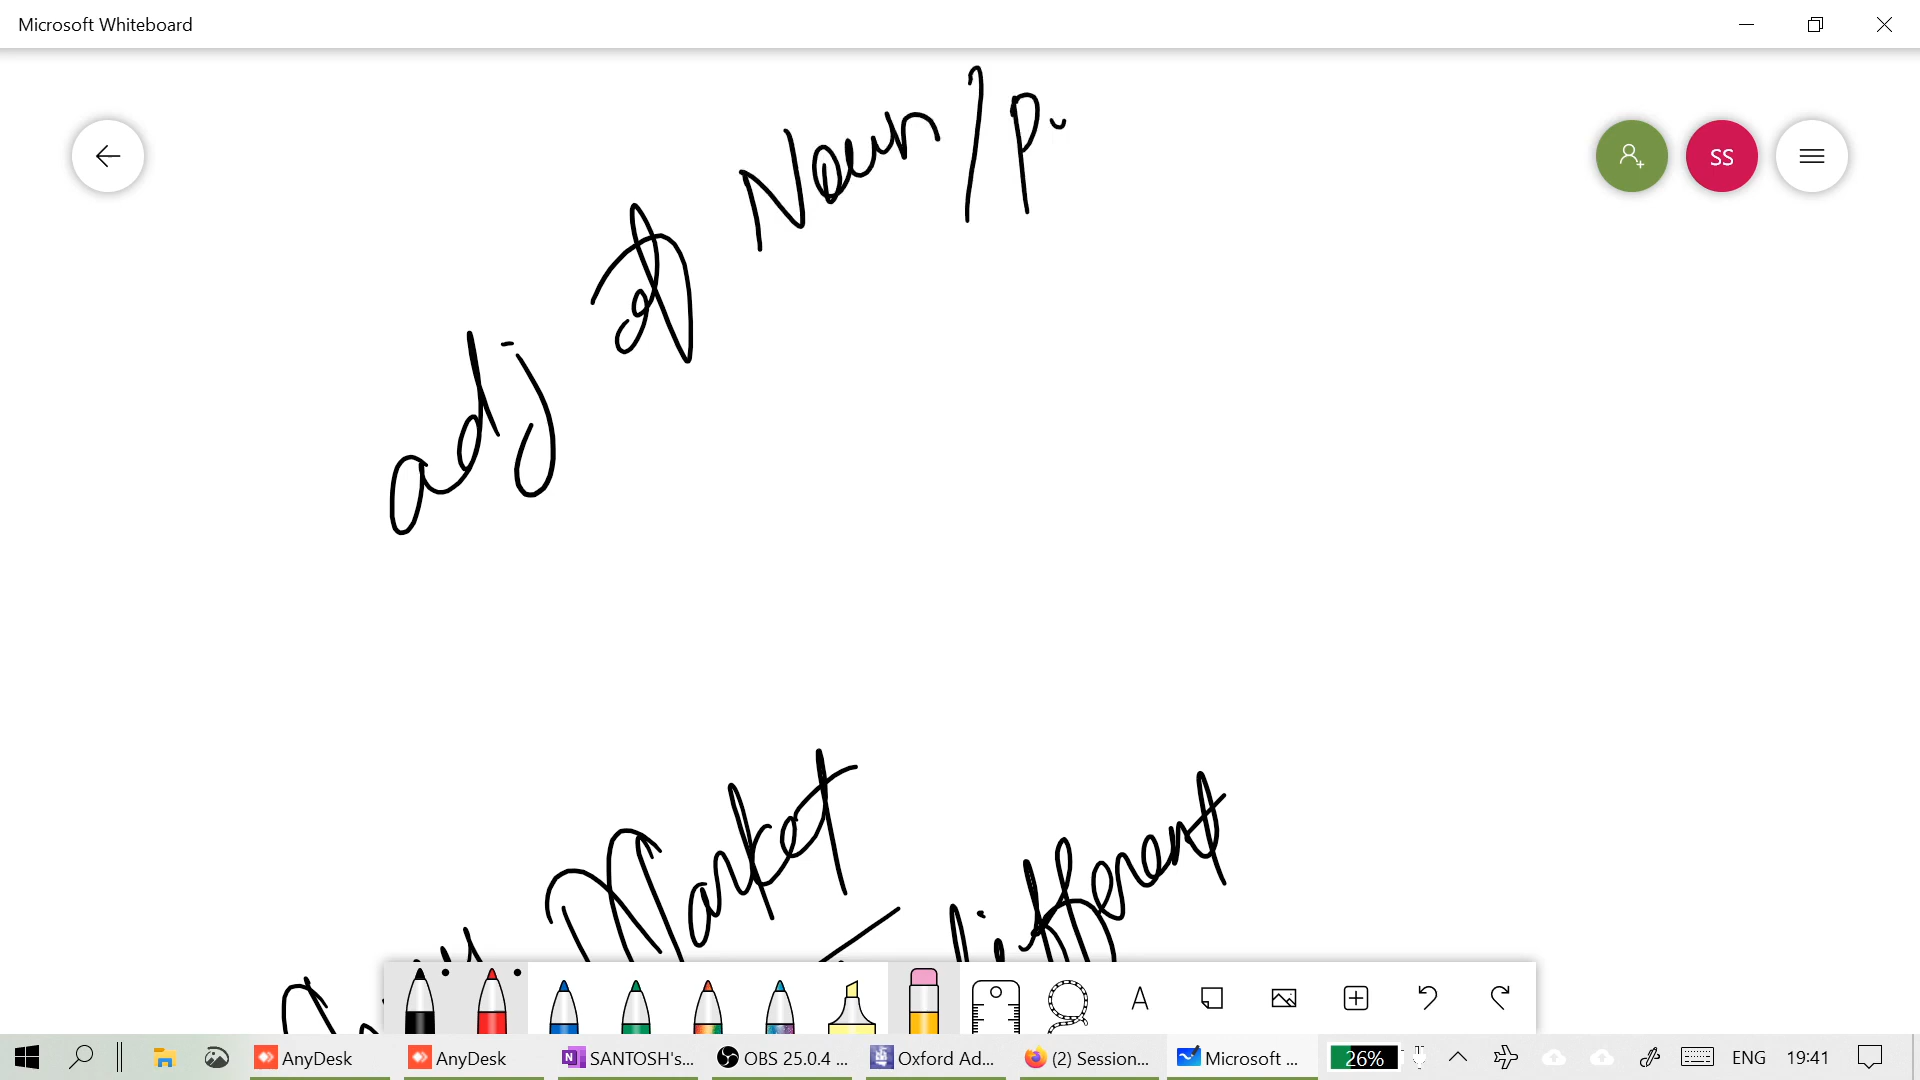 Microsoft Whiteboard
SS
adj Noun / P.
Market different
A
AnyDesk
AnyDesk
SANTOSH's...
OBS 25.0.4 ...
Oxford Ad...
(2) Session...
Microsoft ...
26%
ENG
19:41